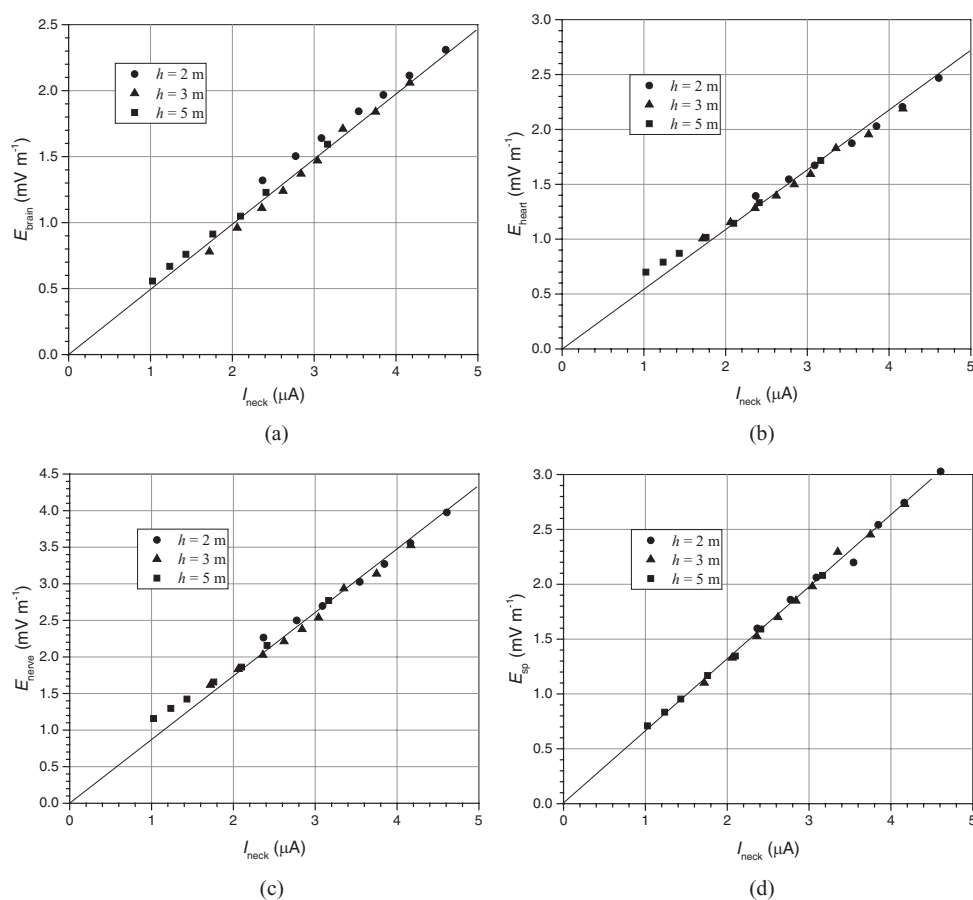 2.5
2.0
1.5
1.0
0.5
0.0
E_brain (mV m⁻¹)
h = 2 m
h = 3 m
h = 5 m
0 1 2 3 4 5
I_neck (μA)
(a)
3.0
2.5
2.0
1.5
1.0
0.5
0.0
E_heart (mV m⁻¹)
h = 2 m
h = 3 m
h = 5 m
0 1 2 3 4 5
I_neck (μA)
(b)
4.5
4.0
3.5
3.0
2.5
2.0
1.5
1.0
0.5
0.0
E_nerve (mV m⁻¹)
h = 2 m
h = 3 m
h = 5 m
0 1 2 3 4 5
I_neck (μA)
(c)
3.0
2.5
2.0
1.5
1.0
0.5
0.0
E_sp (mV m⁻¹)
h = 2 m
h = 3 m
h = 5 m
0 1 2 3 4 5
I_neck (μA)
(d)